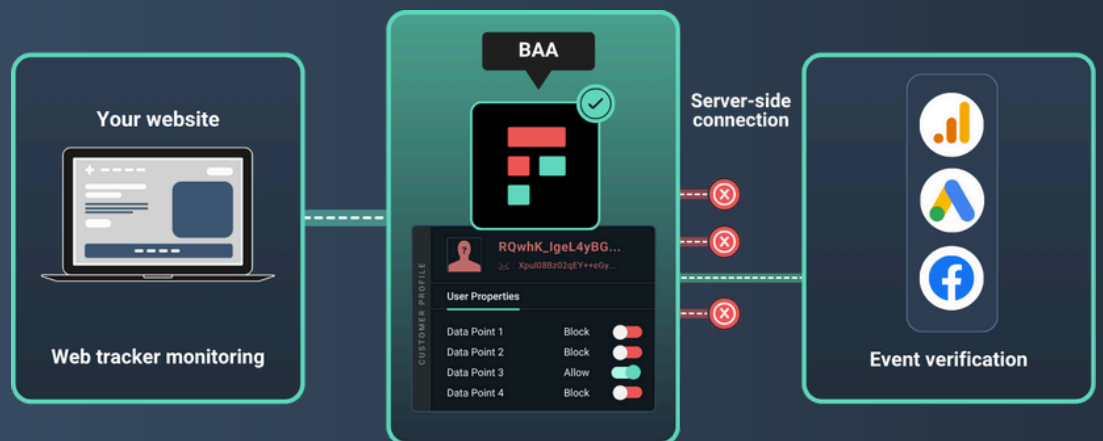 Your website
Web tracker monitoring
BAA
CUSTOMER PROFILE
RQwhK_IgeL4yBG...
Xpul08Bz02qEY++eGy...
User Properties
Data Point 1 Block
Data Point 2 Block
Data Point 3 Allow
Data Point 4 Block
Server-side
connection
Event verification